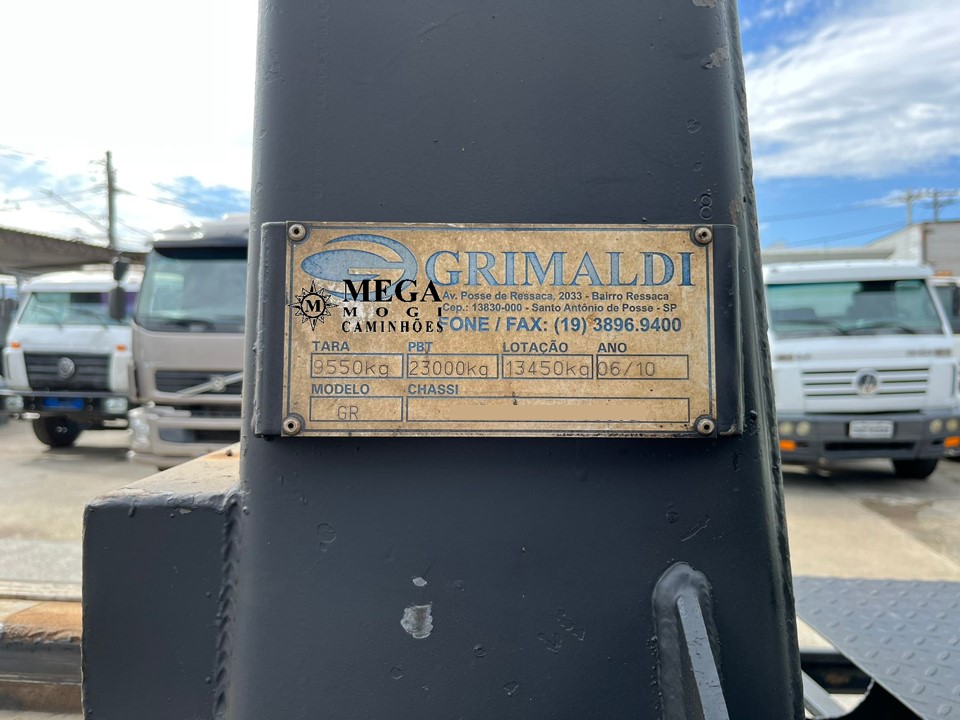 GRIMALDI
MEGA
MOGI
CAMINHÕES
M
Av. Posse de Ressaca, 2033 - Bairro Ressaca
Cep.: 13830-000 - Santo Antônio de Posse - SP
FONE / FAX: (19) 3896.9400
TARA PBT LOTAÇÃO ANO
9550kg 23000kg 13450kg 06/10
MODELO CHASSI
GR